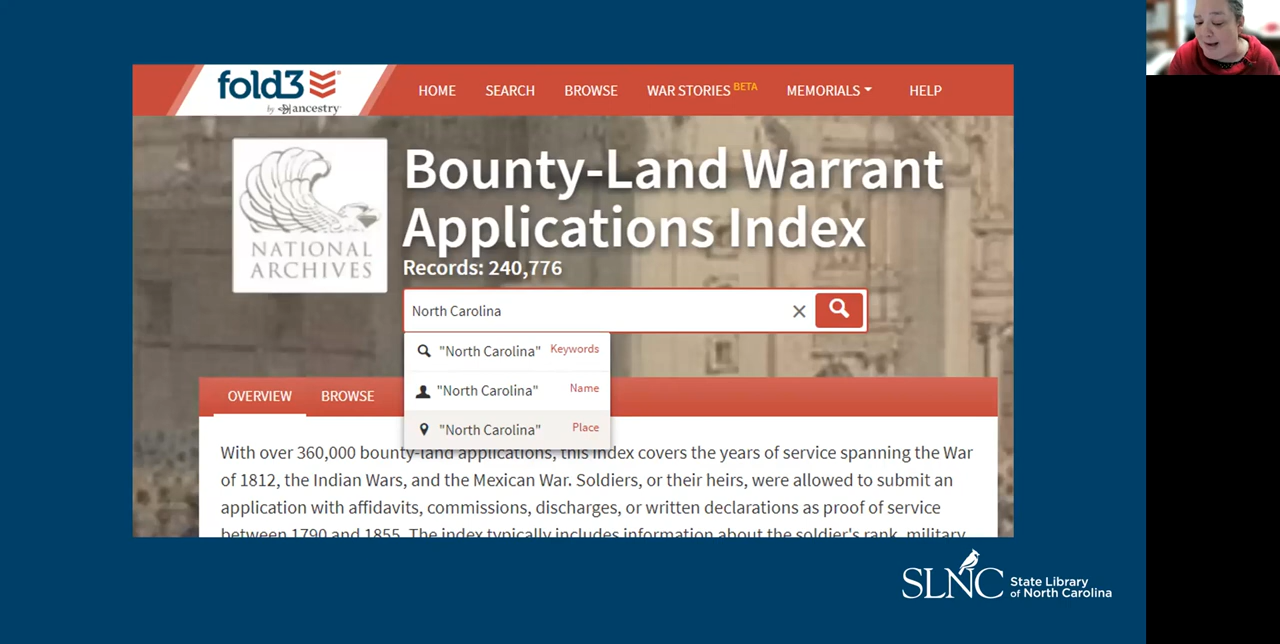 fold3
by ancestry
HOME SEARCH BROWSE WAR STORIES BETA MEMORIALS HELP
NATIONAL
ARCHIVES
Bounty-Land Warrant
Applications Index
Records: 240,776
North Carolina
"North Carolina" Keywords
"North Carolina" Name
"North Carolina" Place
OVERVIEW BROWSE
With over 360,000 bounty-land applications, this index covers the years of service spanning the War
of 1812, the Indian Wars, and the Mexican War. Soldiers, or their heirs, were allowed to submit an
application with affidavits, commissions, discharges, or written declarations as proof of service
between 1790 and 1855. The index typically includes information about the soldier's rank, military
SLNC State Library
of North Carolina